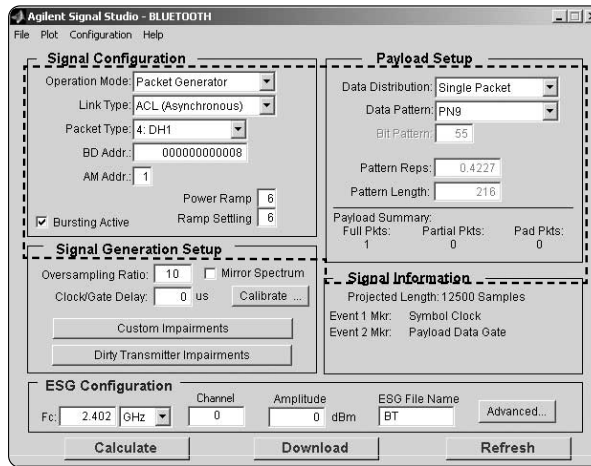 Agilent Signal Studio - BLUETOOTH
File Plot Configuration Help
Signal Configuration
Operation Mode: Packet Generator
Link Type: ACL (Asynchronous)
Packet Type: 4: DH1
BD Addr.: 000000000008
AM Addr.: 1
Power Ramp 6
Bursting Active Ramp Settling 6
Payload Setup
Data Distribution: Single Packet
Data Pattern: PN9
Bit Pattern: 55
Pattern Reps: 0.4227
Pattern Length: 216
Payload Summary:
Full Pkts: Partial Pkts: Pad Pkts:
1 0 0
Signal Generation Setup
Oversampling Ratio: 10 Mirror Spectrum
Clock/Gate Delay: 0 us Calibrate ...
Custom Impairments
Dirty Transmitter Impairments
Signal Information
Projected Length: 12500 Samples
Event 1 Mkr: Symbol Clock
Event 2 Mkr: Payload Data Gate
ESG Configuration
Channel Amplitude ESG File Name
Fc: 2.402 GHz 0 0 dBm BT Advanced...
Calculate Download Refresh